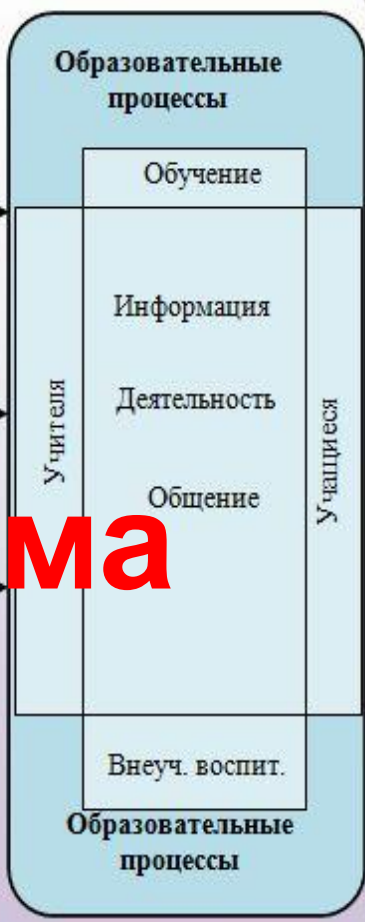 Образовательные
процессы
Обучение
Информация
Учителя
Деятельность
Учащиеся
Общение
ма
Внеуч. воспит.
Образовательные
процессы